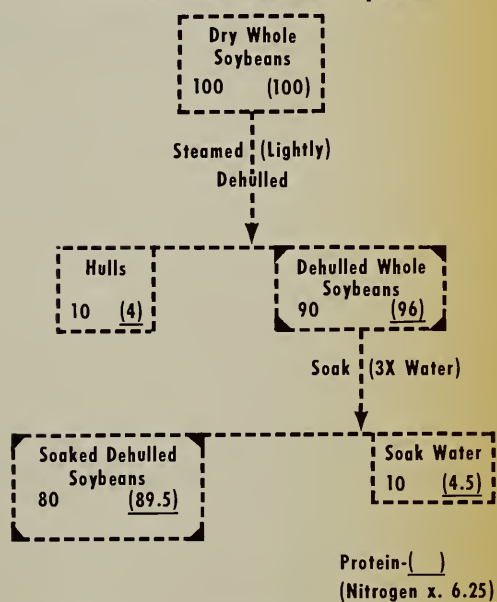 Dry Whole
Soybeans
100 (100)
Steamed (Lightly)
Dehulled
Hulls
10 (4)
Dehulled Whole
Soybeans
90 (96)
Soak (3X Water)
Soaked Dehulled
Soybeans
80 (89.5)
Soak Water
10 (4.5)
Protein-( )
(Nitrogen x. 6.25)